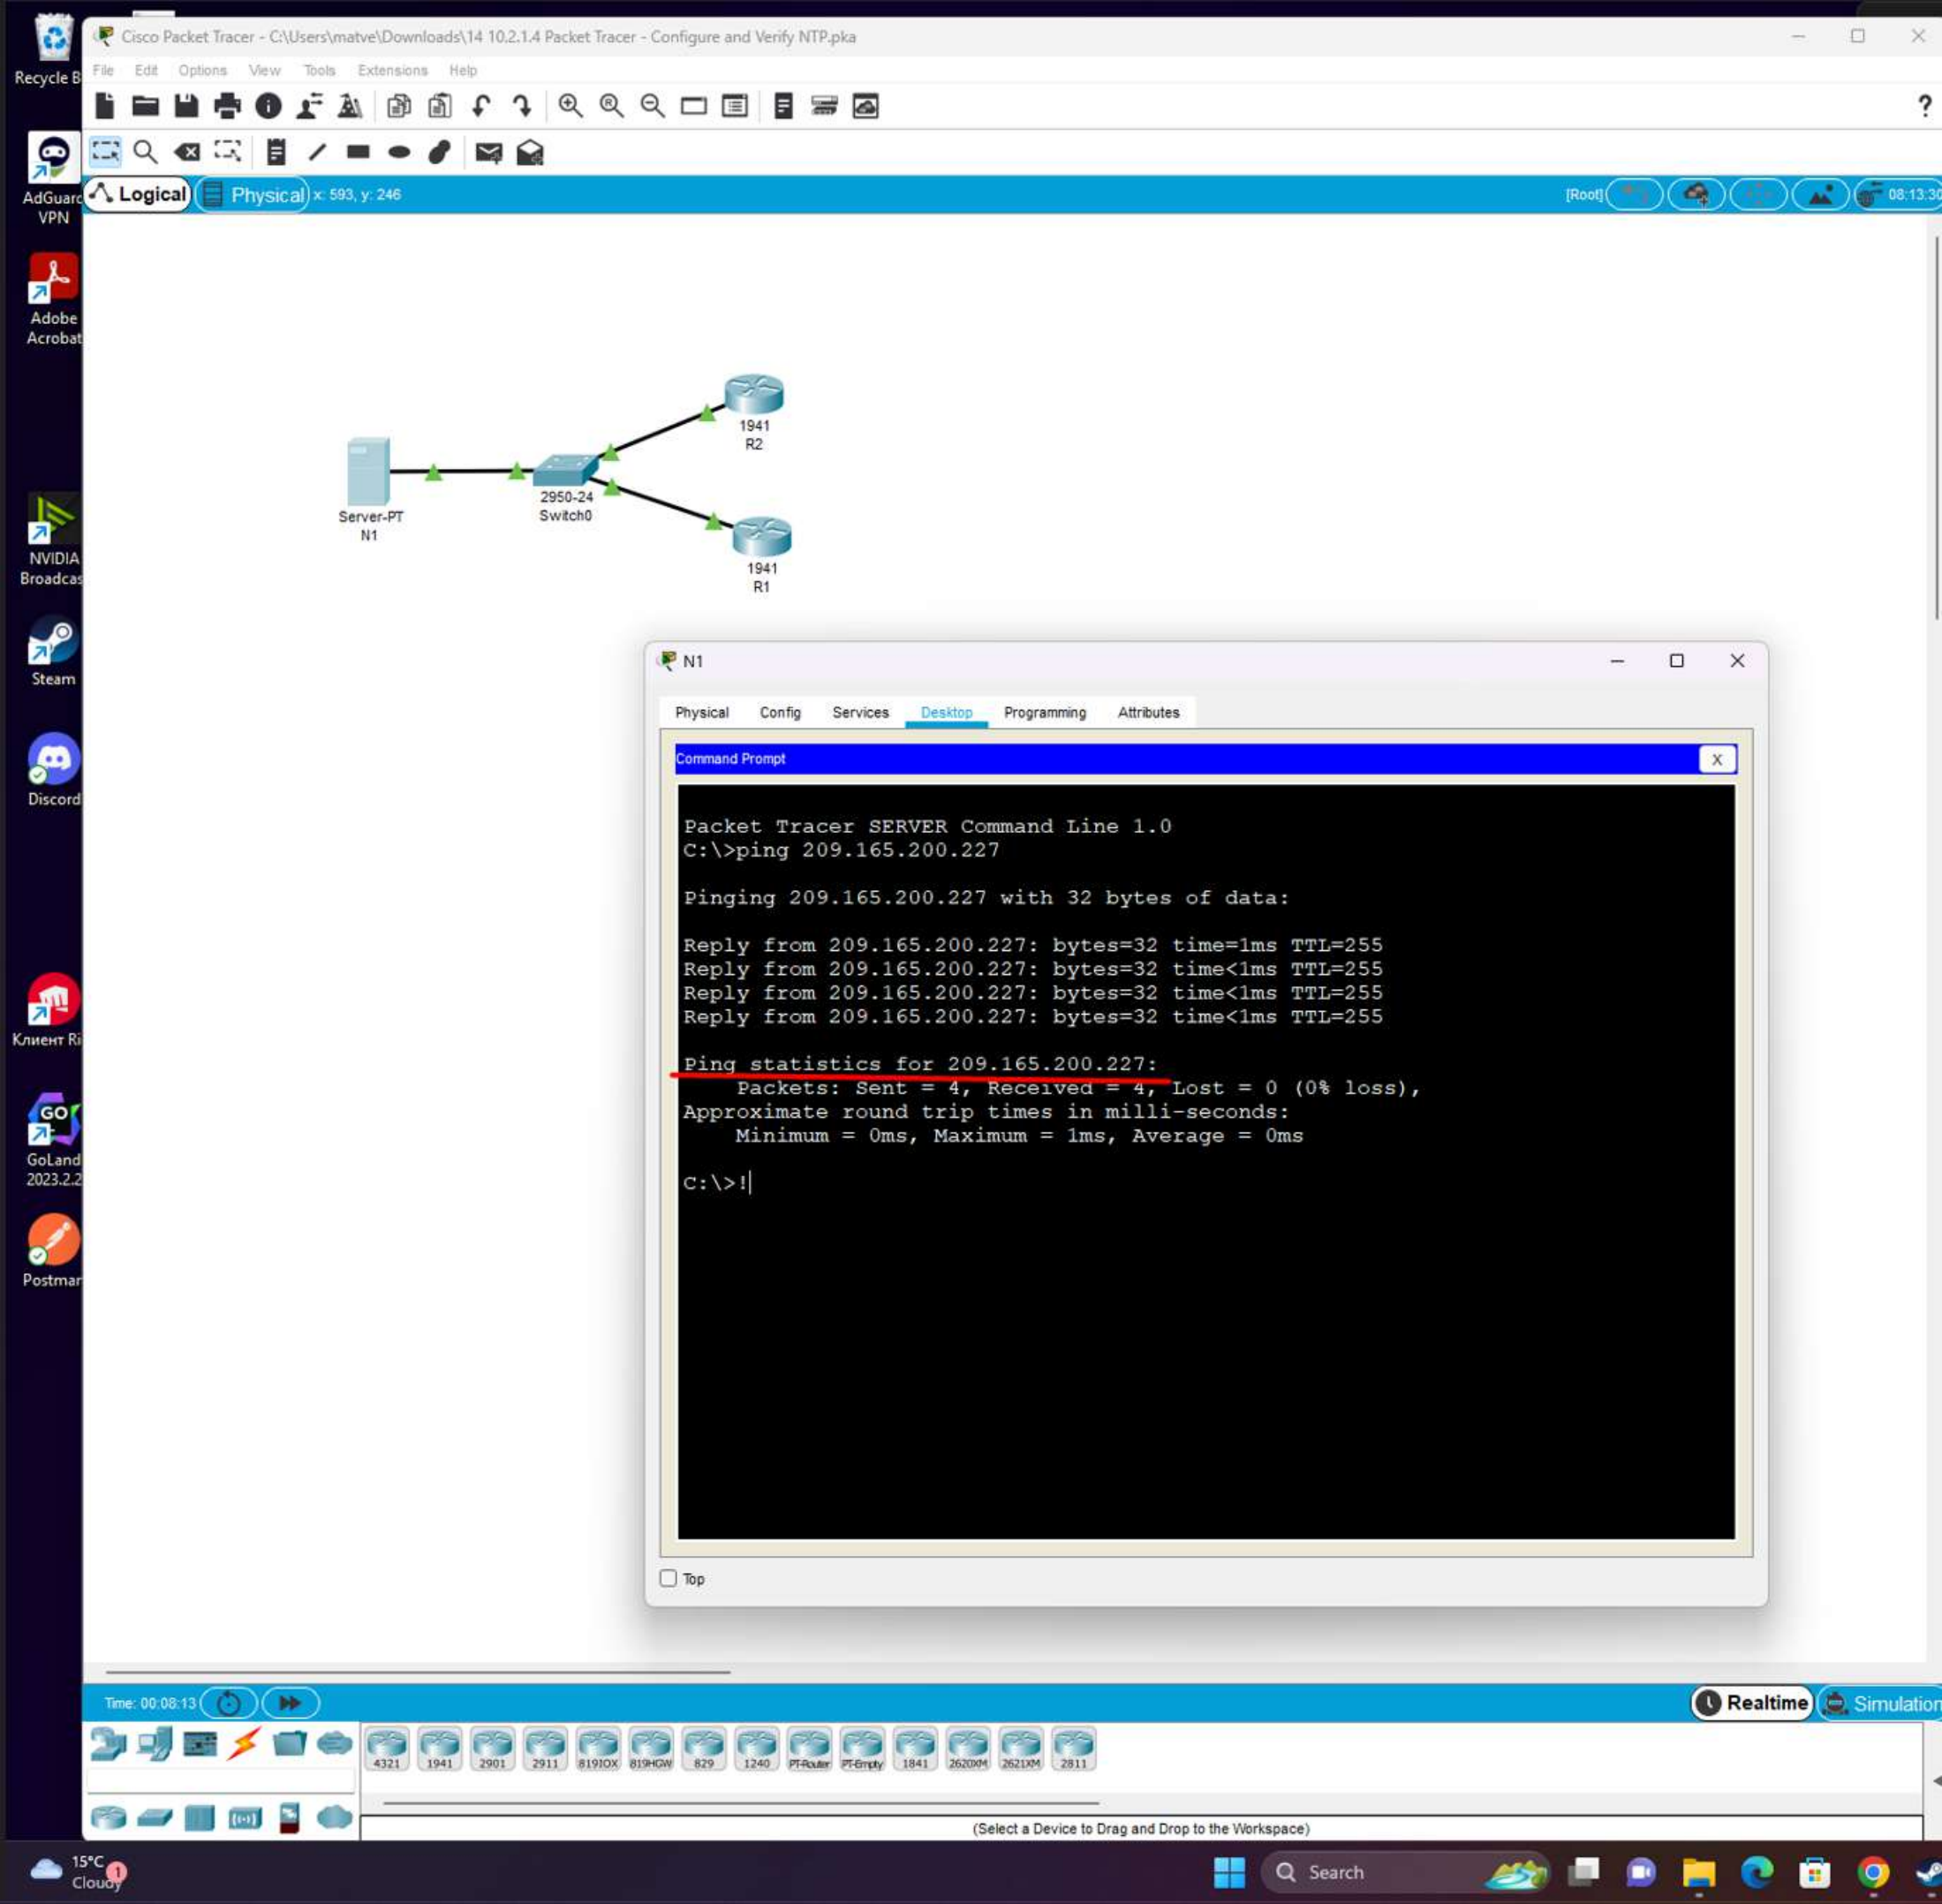 Cisco Packet Tracer - C:\Users\matve\Downloads\14 10.2.1.4 Packet Tracer - Configure and Verify NTP.pka
File Edit Options View Tools Extensions Help
?
Logical Physical x: 593, y: 246 [Root] 08:13:30
Recycle B
AdGuard
VPN
Adobe
Acrobat
NVIDIA
Broadcas
Steam
Discord
Клиент Ri
GoLand
2023.2.2
Postman
1941
R2
2950-24
Switch0
Server-PT
N1
1941
R1
N1
Physical Config Services Desktop Programming Attributes
Command Prompt X
Packet Tracer SERVER Command Line 1.0
C:\>ping 209.165.200.227
Pinging 209.165.200.227 with 32 bytes of data:
Reply from 209.165.200.227: bytes=32 time=1ms TTL=255
Reply from 209.165.200.227: bytes=32 time<1ms TTL=255
Reply from 209.165.200.227: bytes=32 time<1ms TTL=255
Reply from 209.165.200.227: bytes=32 time<1ms TTL=255
Ping statistics for 209.165.200.227:
Packets: Sent = 4, Received = 4, Lost = 0 (0% loss),
Approximate round trip times in milli-seconds:
Minimum = 0ms, Maximum = 1ms, Average = 0ms
C:\>!
Top
Time: 00:08:13 Realtime Simulation
4321 1941 2901 2911 819IOX 819HGW 829 1240 PT-Router PT-Empty 1841 2620XM 2621XM 2811
(Select a Device to Drag and Drop to the Workspace)
15°C 1
Cloudy
Search